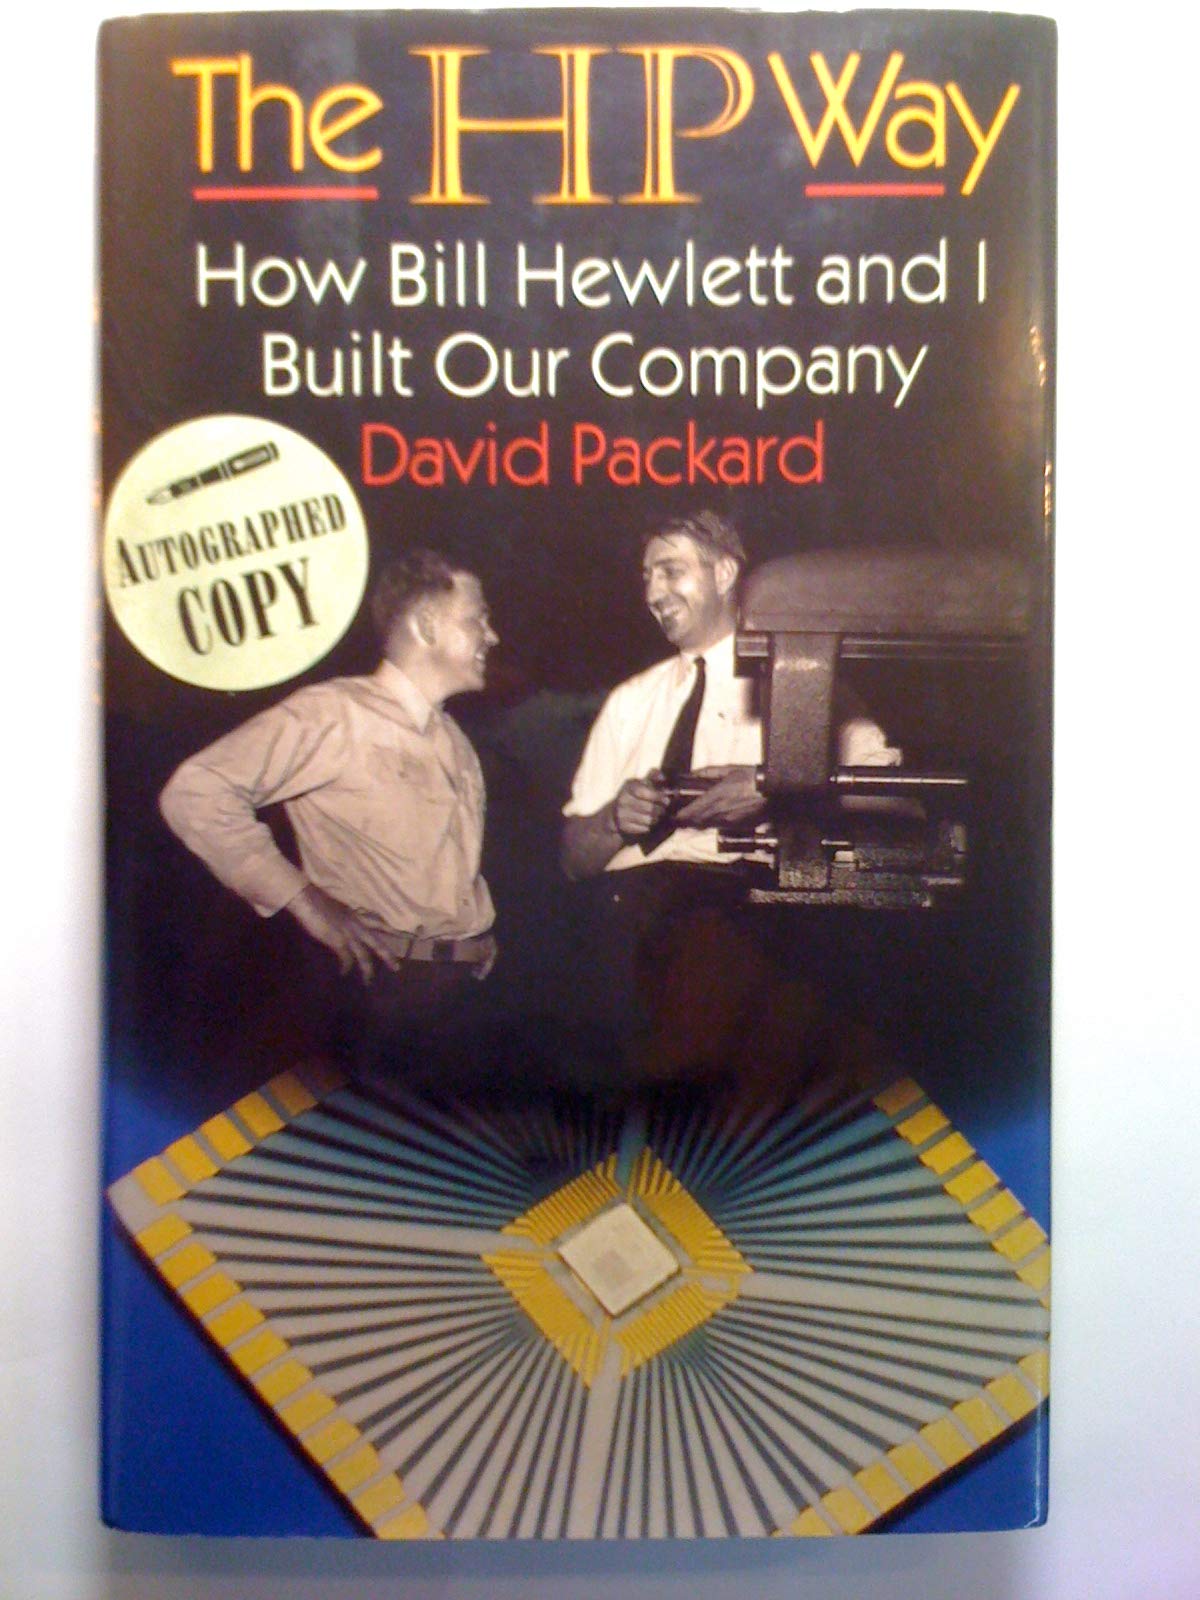 The HP Way
How Bill Hewlett and I
Built Our Company
David Packard
AUTOGRAPHED
COPY